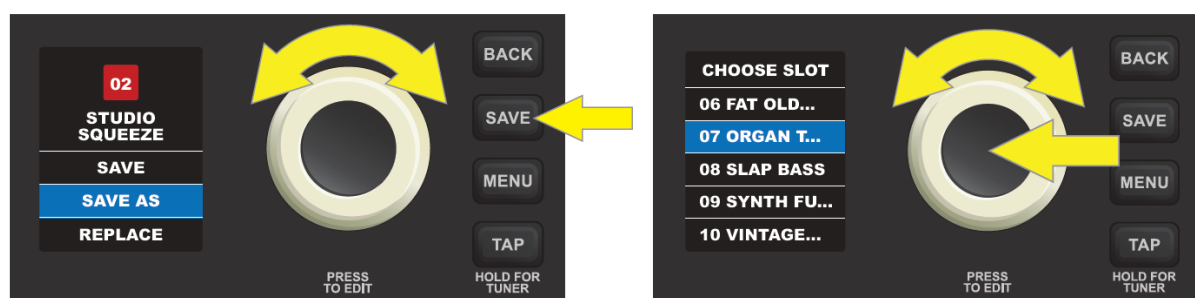 02
STUDIO
SQUEEZE
SAVE
SAVE AS
REPLACE
PRESS
TO EDIT
BACK
SAVE
MENU
TAP
HOLD FOR
TUNER
CHOOSE SLOT
06 FAT OLD...
07 ORGAN T...
08 SLAP BASS
09 SYNTH FU...
10 VINTAGE...
PRESS
TO EDIT
BACK
SAVE
MENU
TAP
HOLD FOR
TUNER